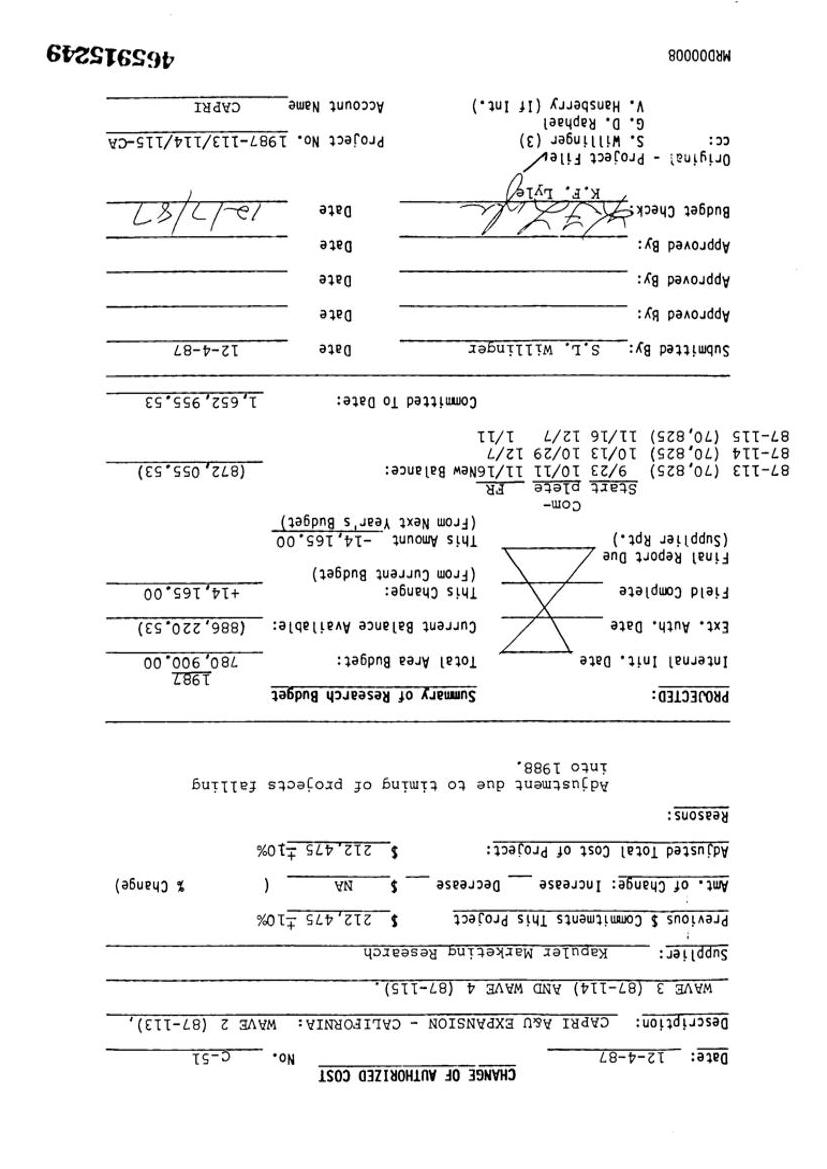 CHANGE OF AUTHORIZED COST
Date: 12-4-87 No. C-51
Description: CAPRI A&U EXPANSION - CALIFORNIA: WAVE 2 (87-113),
WAVE 3 (87-114) AND WAVE 4 (87-115).
Supplier: Kapuler Marketing Research
Previous $ Commitments This Project $ 212,475 ±10%
Amt. of Change: Increase Decrease $ NA ( % Change)
Adjusted Total Cost of Project: $ 212,475 ±10%
Reasons:
Adjustment due to timing of projects falling
into 1988.
PROJECTED: Summary of Research Budget
1987
Internal Init. Date Total Area Budget: 780,900.00
Ext. Auth. Date Current Balance Available: (886,220.53)
Field Complete This Change: +14,165.00
(From Current Budget)
Final Report Due
(Supplier Rpt.) This Amount -14,165.00
(From Next Year's Budget)
Com-
Start plete FR
87-113 (70,825) 9/23 10/11 11/16 New Balance: (872,055.53)
87-114 (70,825) 10/13 10/29 12/7
87-115 (70,825) 11/16 12/7 1/11
Committed To Date: 1,652,955.53
Submitted By: S.L. Willinger Date 12-4-87
Approved By: Date
Approved By: Date
Approved By: Date
Budget Check: Date 12/7/87
K.F. Lyle
Original - Project File
cc: S. Willinger (3) Project No. 1987-113/114/115-CA
G. D. Raphael
V. Hansberry (If Int.) Account Name CAPRI
MRD00008
465915249